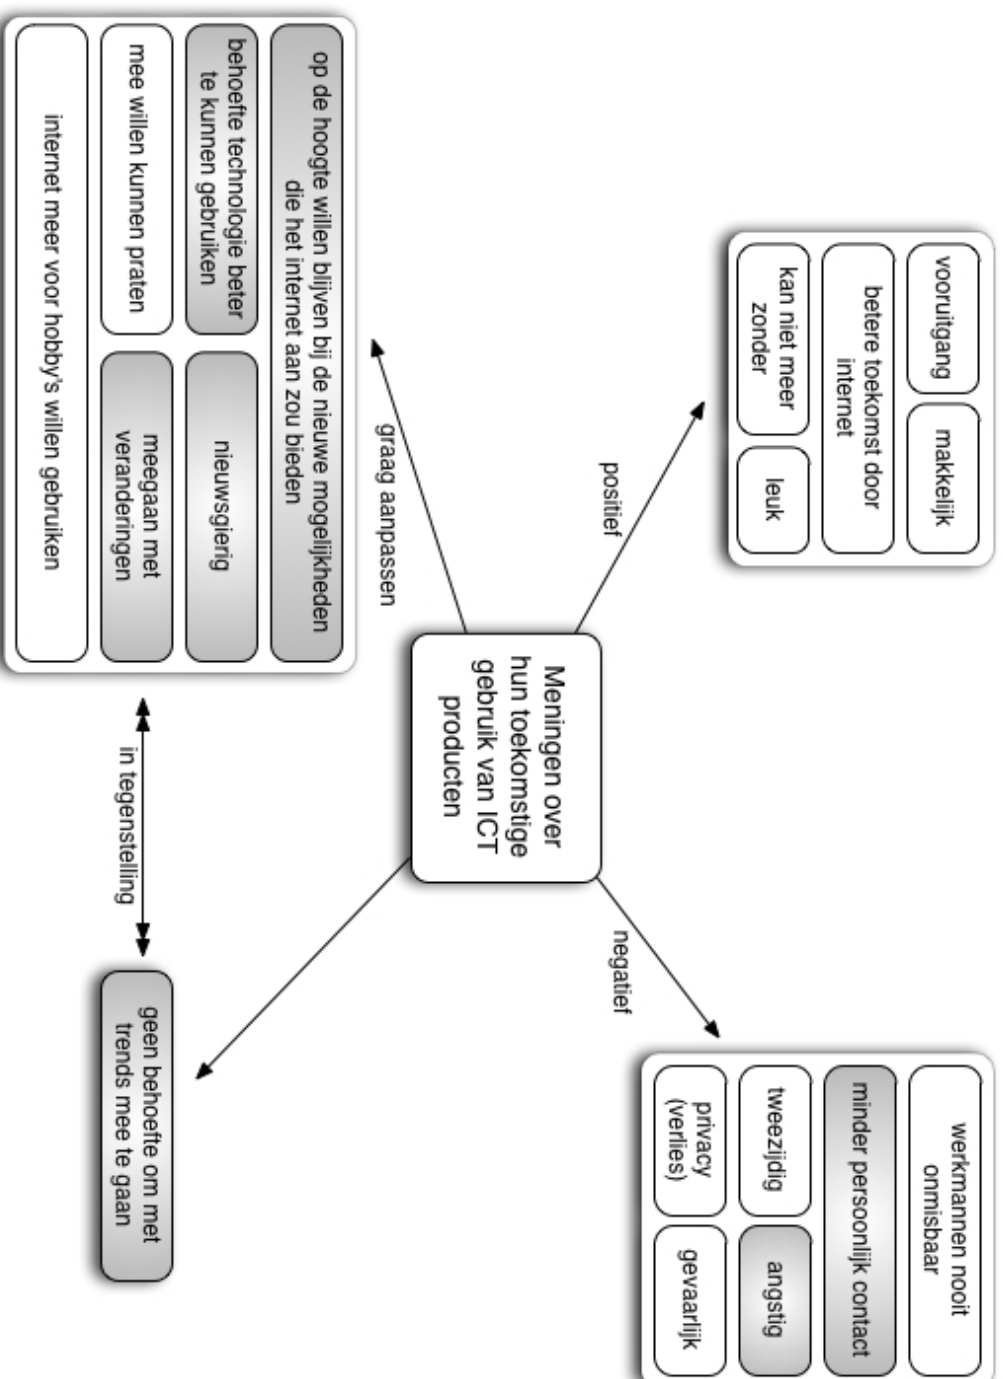 vooruitgang
makkelijk
betere toekomst door
internet
kan niet meer
zonder
leuk
positief
werkmannen nooit
onmisbaar
minder persoonlijk contact
tweezijdig
angstig
privacy
(verlies)
gevaarlijk
negatief
Meningen over
hun toekomstige
gebruik van ICT
producten
graag aanpassen
op de hoogte willen blijven bij de nieuwe mogelijkheden
die het internet aan zou bieden
behoefte technologie beter
te kunnen gebruiken
nieuwsgierig
mee willen kunnen praten
meegaan met
veranderingen
internet meer voor hobby's willen gebruiken
in tegenstelling
geen behoefte om met
trends mee te gaan